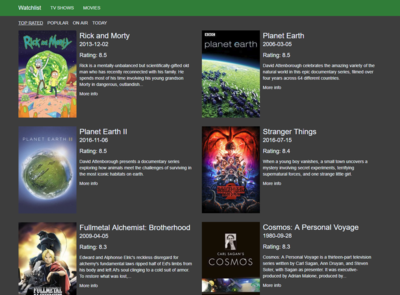 Watchlist TV SHOWS MOVIES
TOP RATED POPULAR ON AIR TODAY
Rick and Morty
2013-12-02
Rating: 8.5
Rick is a mentally-unbalanced but scientifically-gifted old
man who has recently reconnected with his family. He
spends most of his time involving his young grandson
Morty in dangerous, outlandish...
More info
planet earth
Planet Earth
2006-03-05
Rating: 8.5
David Attenborough celebrates the amazing variety of the
natural world in this epic documentary series, filmed over
four years across 64 different countries.
More info
PLANET EARTH II
Planet Earth II
2016-11-06
Rating: 8.5
David Attenborough presents a documentary series
exploring how animals meet the challenges of surviving in
the most iconic habitats on earth.
More info
Stranger Things
2016-07-15
Rating: 8.4
When a young boy vanishes, a small town uncovers a
mystery involving secret experiments, terrifying
supernatural forces, and one strange little girl.
More info
FULLMETAL
Fullmetal Alchemist: Brotherhood
2009-04-05
Rating: 8.3
Edward and Alphonse Elric's reckless disregard for
alchemy's fundamental laws ripped half of Ed's limbs from
his body and left Al's soul clinging to a cold suit of armor.
To restore what was lost,...
More info
CARL SAGAN'S
COSMOS
Cosmos: A Personal Voyage
1980-09-28
Rating: 8.3
Cosmos: A Personal Voyage is a thirteen-part television
series written by Carl Sagan, Ann Druyan, and Steven
Soter, with Sagan as presenter. It was executive-
produced by Adrian Malone, produced by...
More info